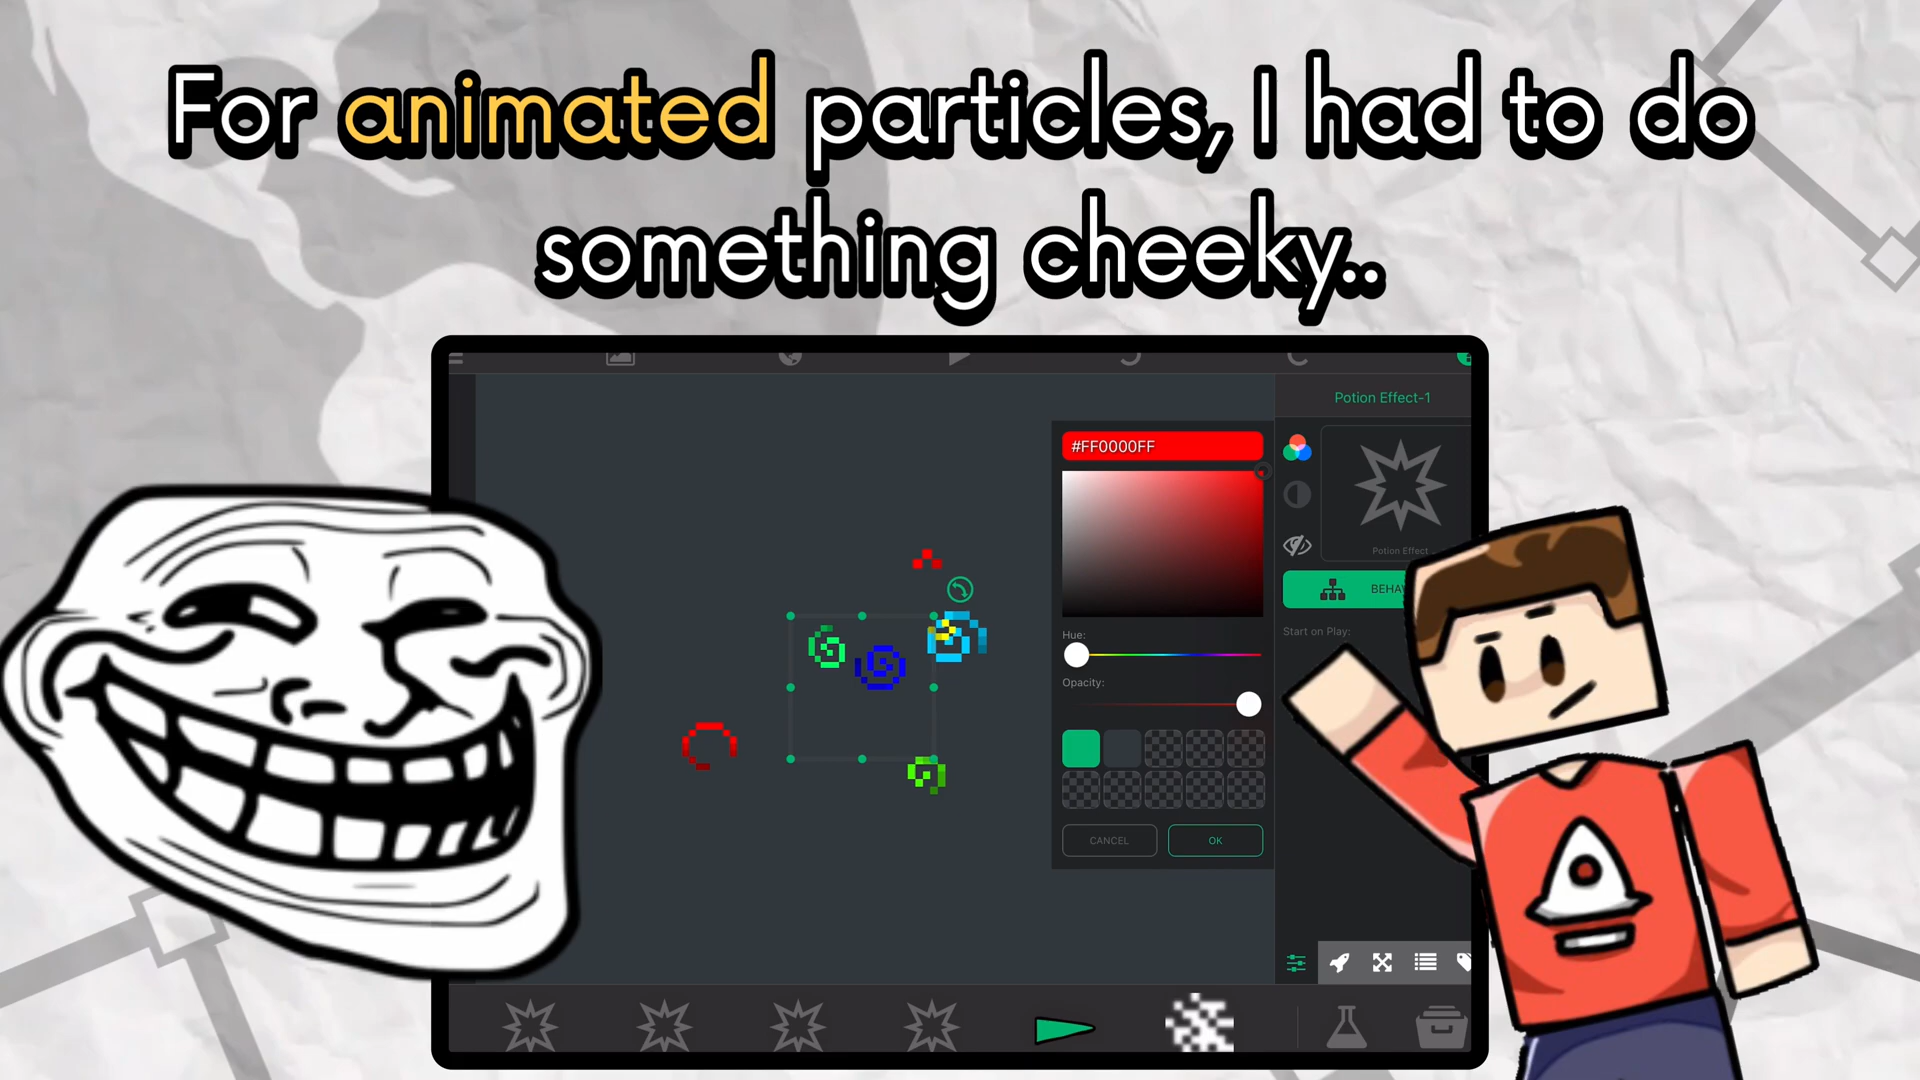 For animated particles, I had to do
something cheeky..
Potion Effect-1
#FF0000FF
Potion Effect
BEHA
Hue:
Start on Play:
Opacity:
CANCEL
OK